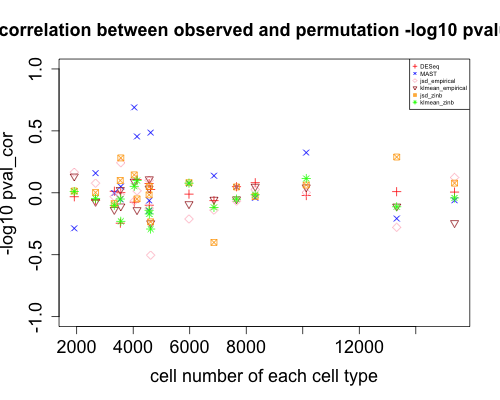 correlation between observed and permutation -log10 pval
DESeq
MAST
jsd_empirical
klmean_empirical
jsd_zinb
klmean_zinb
-log10 pval_cor
1.0
0.5
0.0
-0.5
-1.0
2000 4000 6000 8000 12000
cell number of each cell type